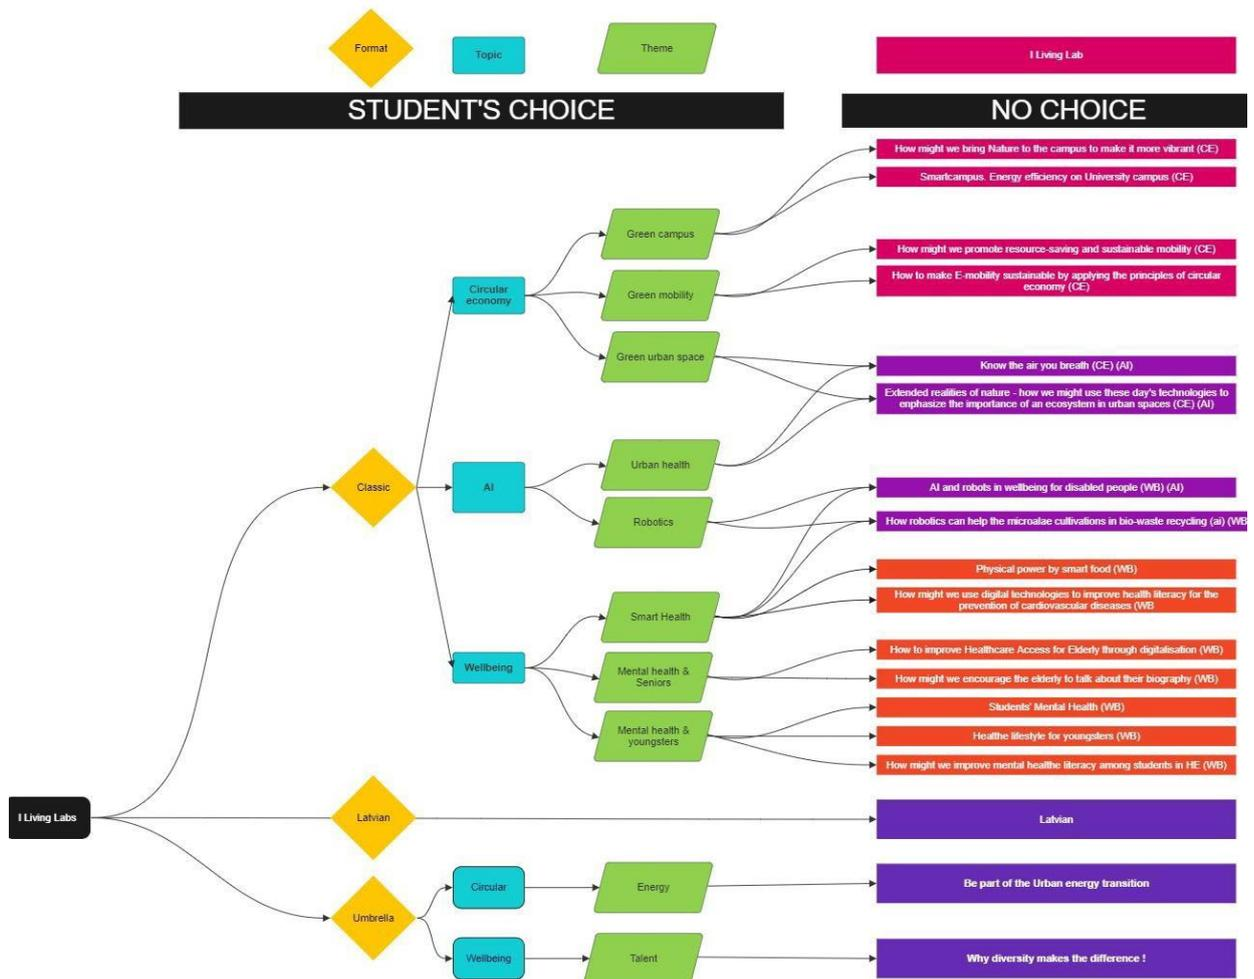 Format
Topic
Theme
I Living Lab
STUDENT'S CHOICE
NO CHOICE
How might we bring Nature to the campus to make it more vibrant (CE)
Smartcampus. Energy efficiency on University campus (CE)
Green campus
How might we promote resource-saving and sustainable mobility (CE)
How to make E-mobility sustainable by applying the principles of circular
economy (CE)
Circular
economy
Green mobility
Green urban space
Know the air you breath (CE) (AI)
Extended realities of nature - how we might use these day's technologies to
enphasize the importance of an ecosystem in urban spaces (CE) (AI)
Urban health
Classic
AI
AI and robots in wellbeing for disabled people (WB) (AI)
Robotics
How robotics can help the microalae cultivations in bio-waste recycling (ai) (WB
Physical power by smart food (WB)
How might we use digital technologies to improve health literacy for the
prevention of cardiovascular diseases (WB
Smart Health
How to improve Healthcare Access for Elderly through digitalisation (WB)
Wellbeing
Mental health &
Seniors
How might we encourage the elderly to talk about their biography (WB)
Students' Mental Health (WB)
Mental health &
youngsters
Healthe lifestyle for youngsters (WB)
How might we improve mental healthe literacy among students in HE (WB)
I Living Labs
Latvian
Latvian
Circular
Energy
Be part of the Urban energy transition
Umbrella
Wellbeing
Talent
Why diversity makes the difference !